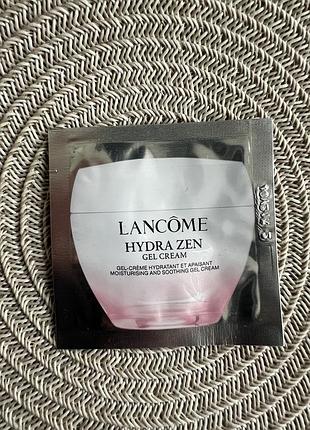 LANCÔME
HYDRA ZEN
GEL CREAM
GEL-CRÈME HYDRATANT ET APAISANT
MOISTURISING AND SOOTHING GEL CREAM